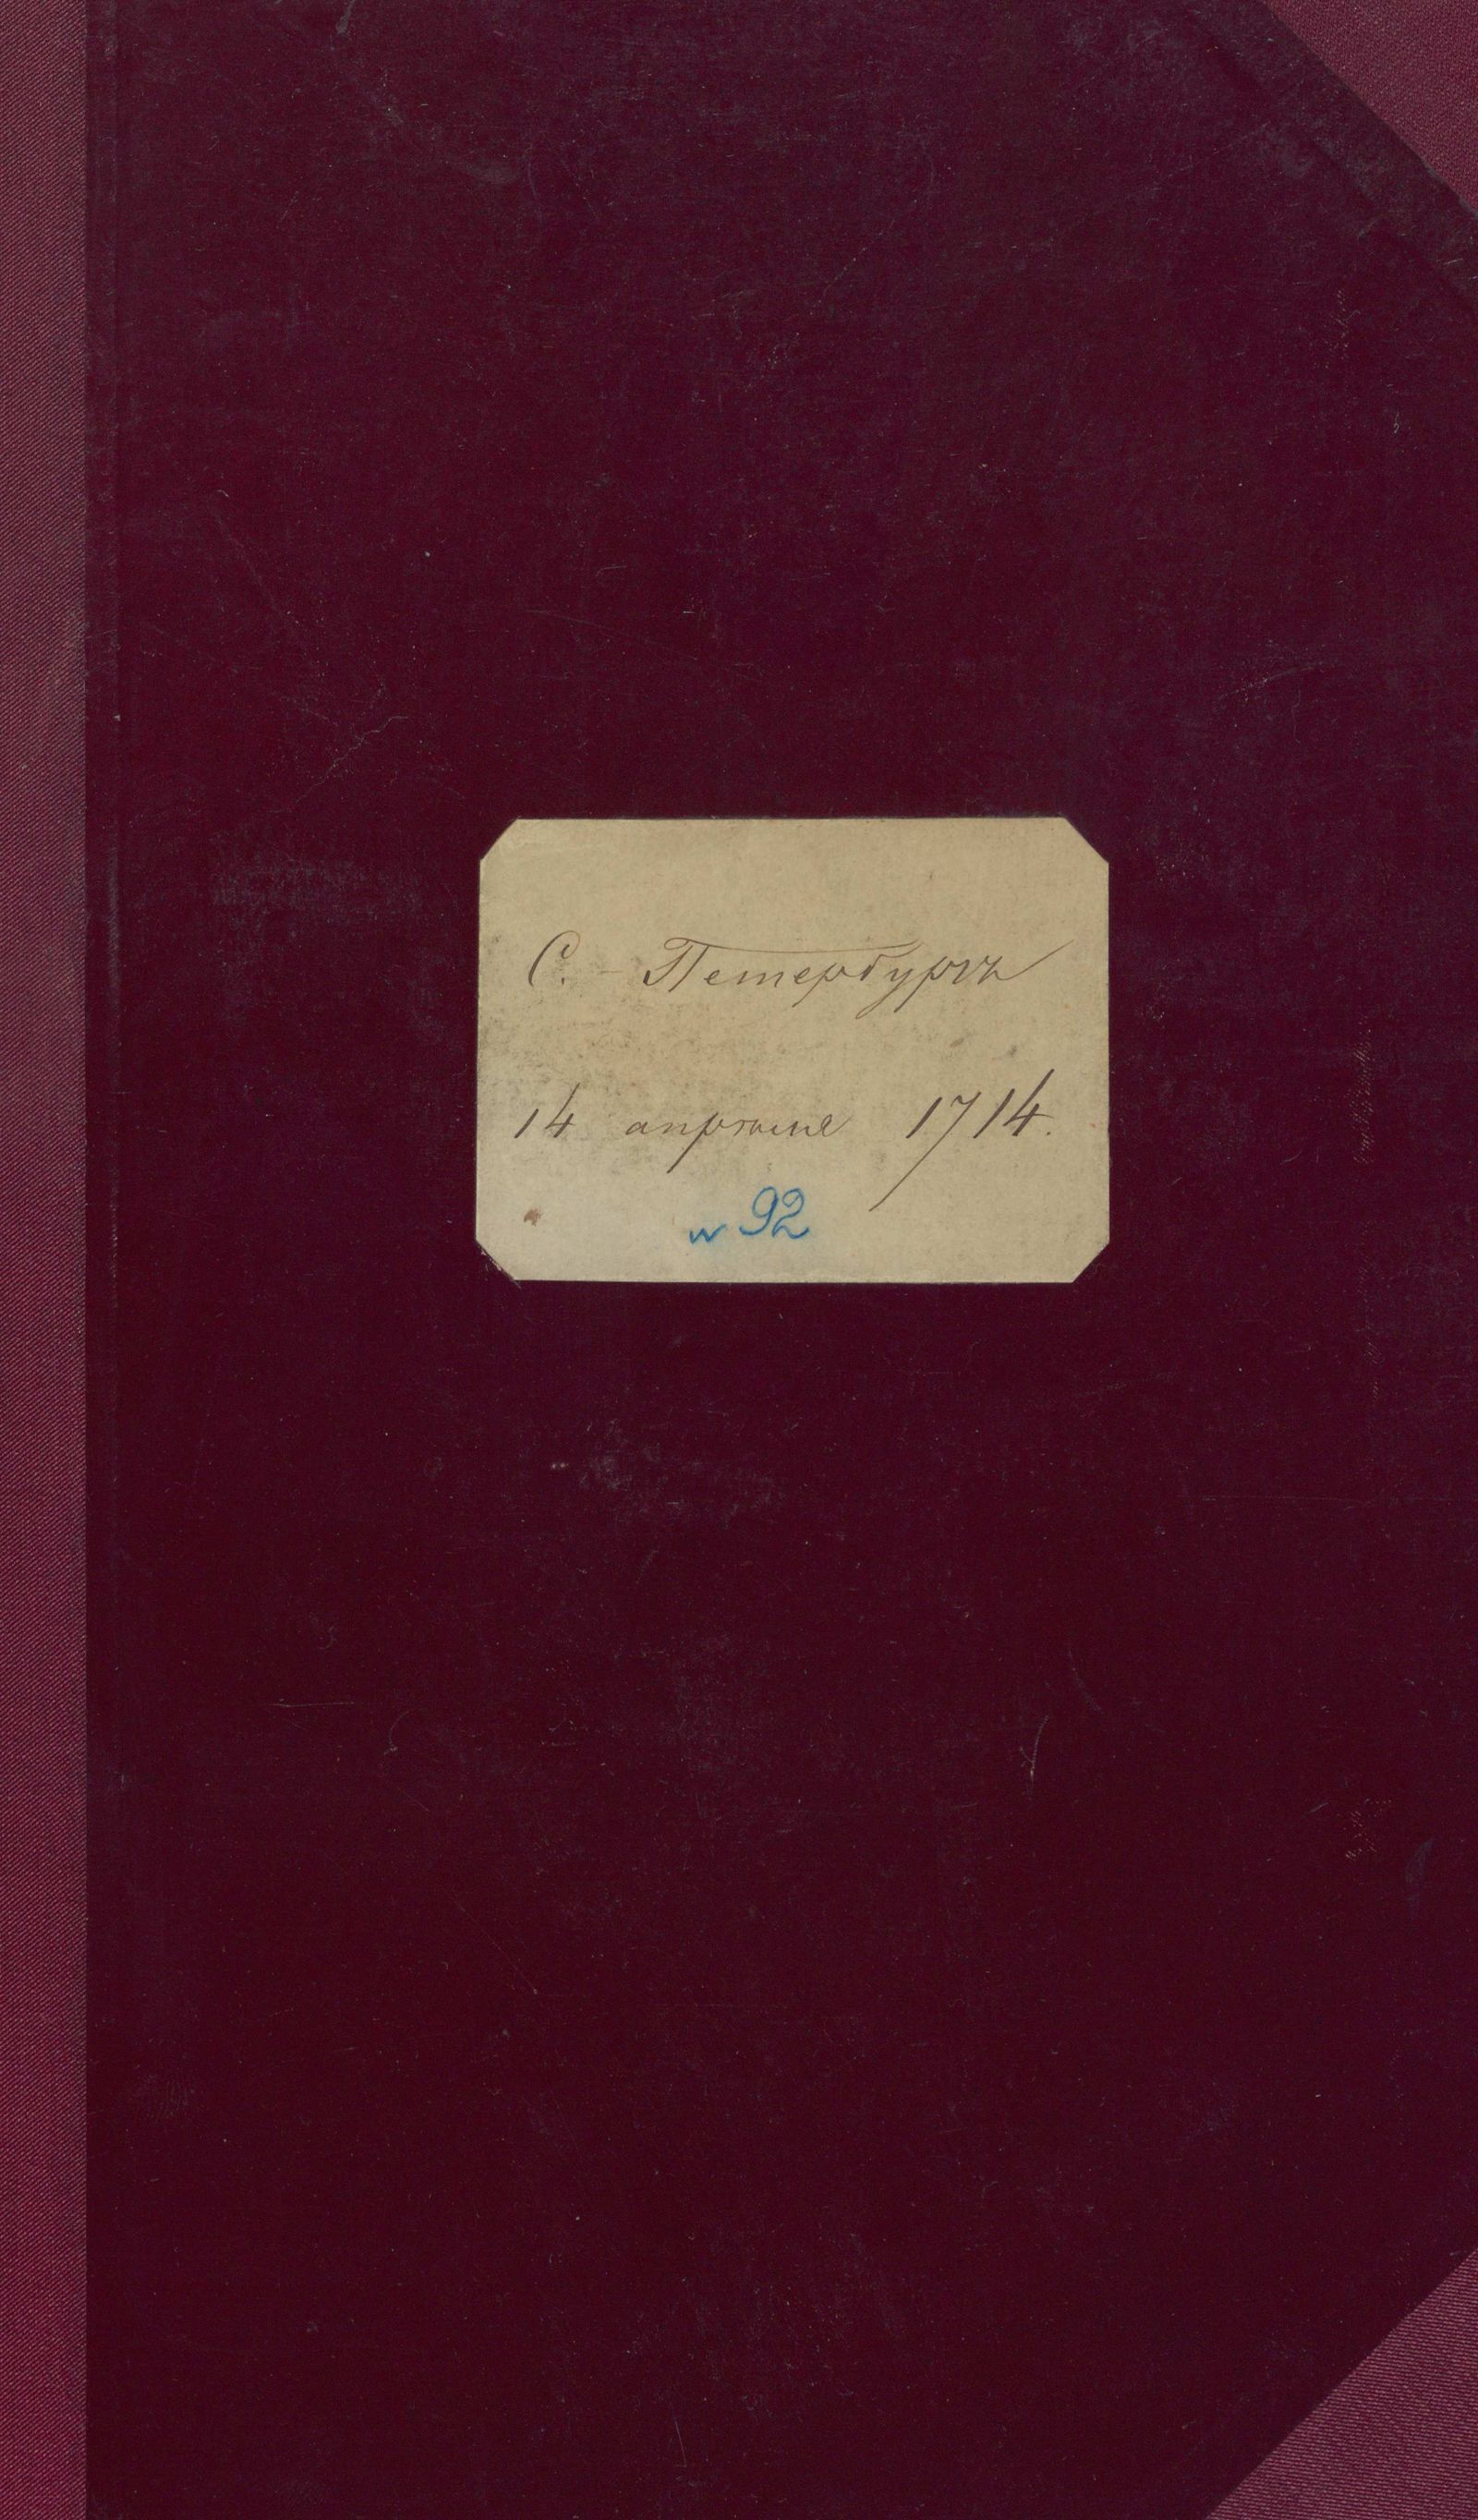 С. - Петербургъ
14 апрѣля 1714.
№ 92